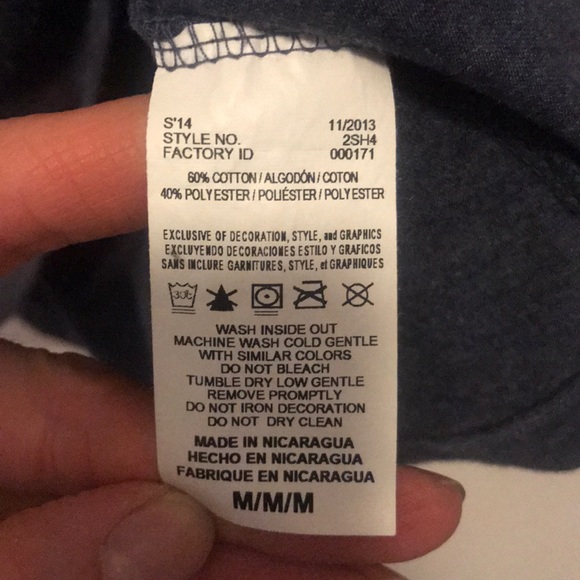 S'14 11/2013
STYLE NO. 2SH4
FACTORY ID 000171
60% COTTON / ALGODÓN / COTON
40% POLYESTER / POLIÉSTER / POLYESTER
EXCLUSIVE OF DECORATION, STYLE, and GRAPHICS
EXCLUYENDO DECORACIONES ESTILO Y GRAFICOS
SANS INCLURE GARNITURES, STYLE, et GRAPHIQUES
30C
WASH INSIDE OUT
MACHINE WASH COLD GENTLE
WITH SIMILAR COLORS
DO NOT BLEACH
TUMBLE DRY LOW GENTLE
REMOVE PROMPTLY
DO NOT IRON DECORATION
DO NOT DRY CLEAN
MADE IN NICARAGUA
HECHO EN NICARAGUA
FABRIQUE EN NICARAGUA
M/M/M